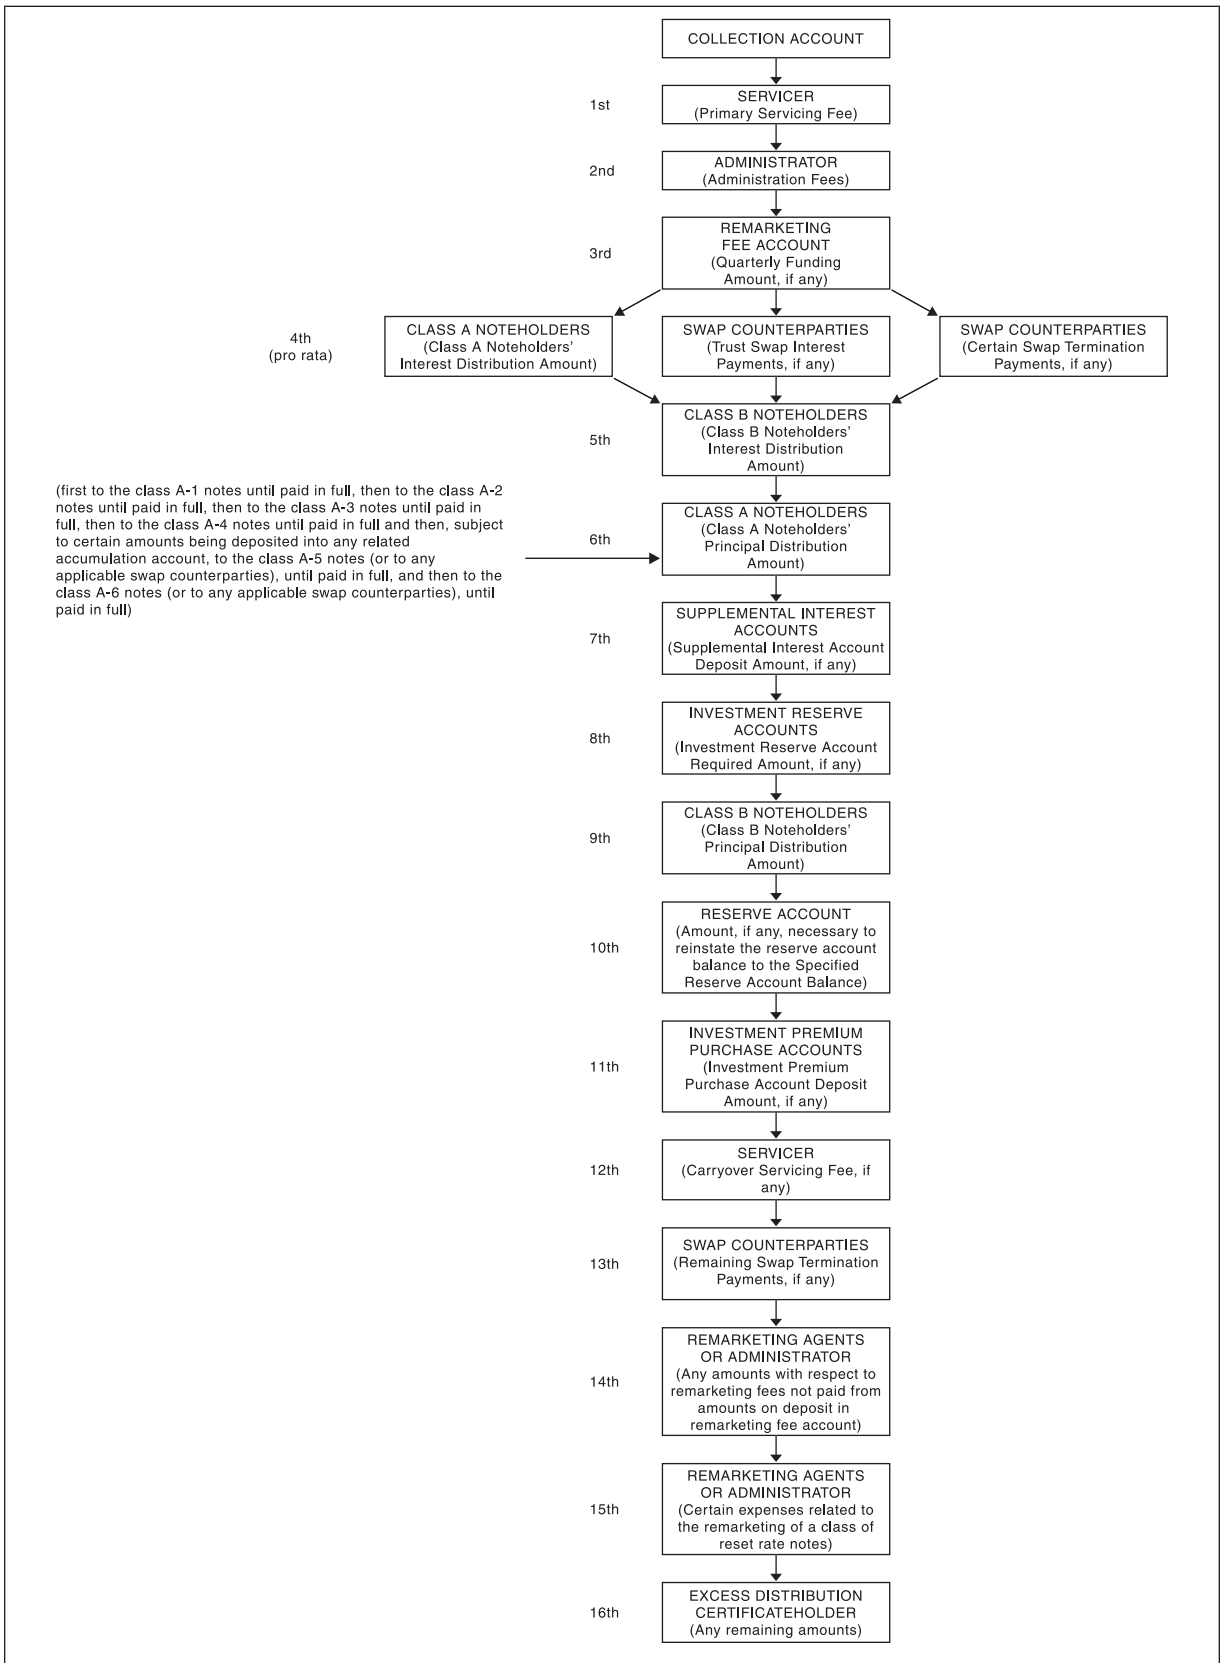 COLLECTION ACCOUNT
1st
SERVICER
(Primary Servicing Fee)
2nd
ADMINISTRATOR
(Administration Fees)
3rd
REMARKETING
FEE ACCOUNT
(Quarterly Funding
Amount, if any)
4th
(pro rata)
CLASS A NOTEHOLDERS
(Class A Noteholders'
Interest Distribution Amount)
SWAP COUNTERPARTIES
(Trust Swap Interest
Payments, if any)
SWAP COUNTERPARTIES
(Certain Swap Termination
Payments, if any)
5th
CLASS B NOTEHOLDERS
(Class B Noteholders'
Interest Distribution
Amount)
(first to the class A-1 notes until paid in full, then to the class A-2
notes until paid in full, then to the class A-3 notes until paid in
full, then to the class A-4 notes until paid in full and then, subject
to certain amounts being deposited into any related
accumulation account, to the class A-5 notes (or to any
applicable swap counterparties), until paid in full, and then to the
class A-6 notes (or to any applicable swap counterparties), until
paid in full)
6th
CLASS A NOTEHOLDERS
(Class A Noteholders'
Principal Distribution
Amount)
7th
SUPPLEMENTAL INTEREST
ACCOUNTS
(Supplemental Interest Account
Deposit Amount, if any)
8th
INVESTMENT RESERVE
ACCOUNTS
(Investment Reserve Account
Required Amount, if any)
9th
CLASS B NOTEHOLDERS
(Class B Noteholders'
Principal Distribution
Amount)
10th
RESERVE ACCOUNT
(Amount, if any, necessary to
reinstate the reserve account
balance to the Specified
Reserve Account Balance)
11th
INVESTMENT PREMIUM
PURCHASE ACCOUNTS
(Investment Premium
Purchase Account Deposit
Amount, if any)
12th
SERVICER
(Carryover Servicing Fee, if
any)
13th
SWAP COUNTERPARTIES
(Remaining Swap Termination
Payments, if any)
14th
REMARKETING AGENTS
OR ADMINISTRATOR
(Any amounts with respect to
remarketing fees not paid from
amounts on deposit in
remarketing fee account)
15th
REMARKETING AGENTS
OR ADMINISTRATOR
(Certain expenses related to
the remarketing of a class of
reset rate notes)
16th
EXCESS DISTRIBUTION
CERTIFICATEHOLDER
(Any remaining amounts)